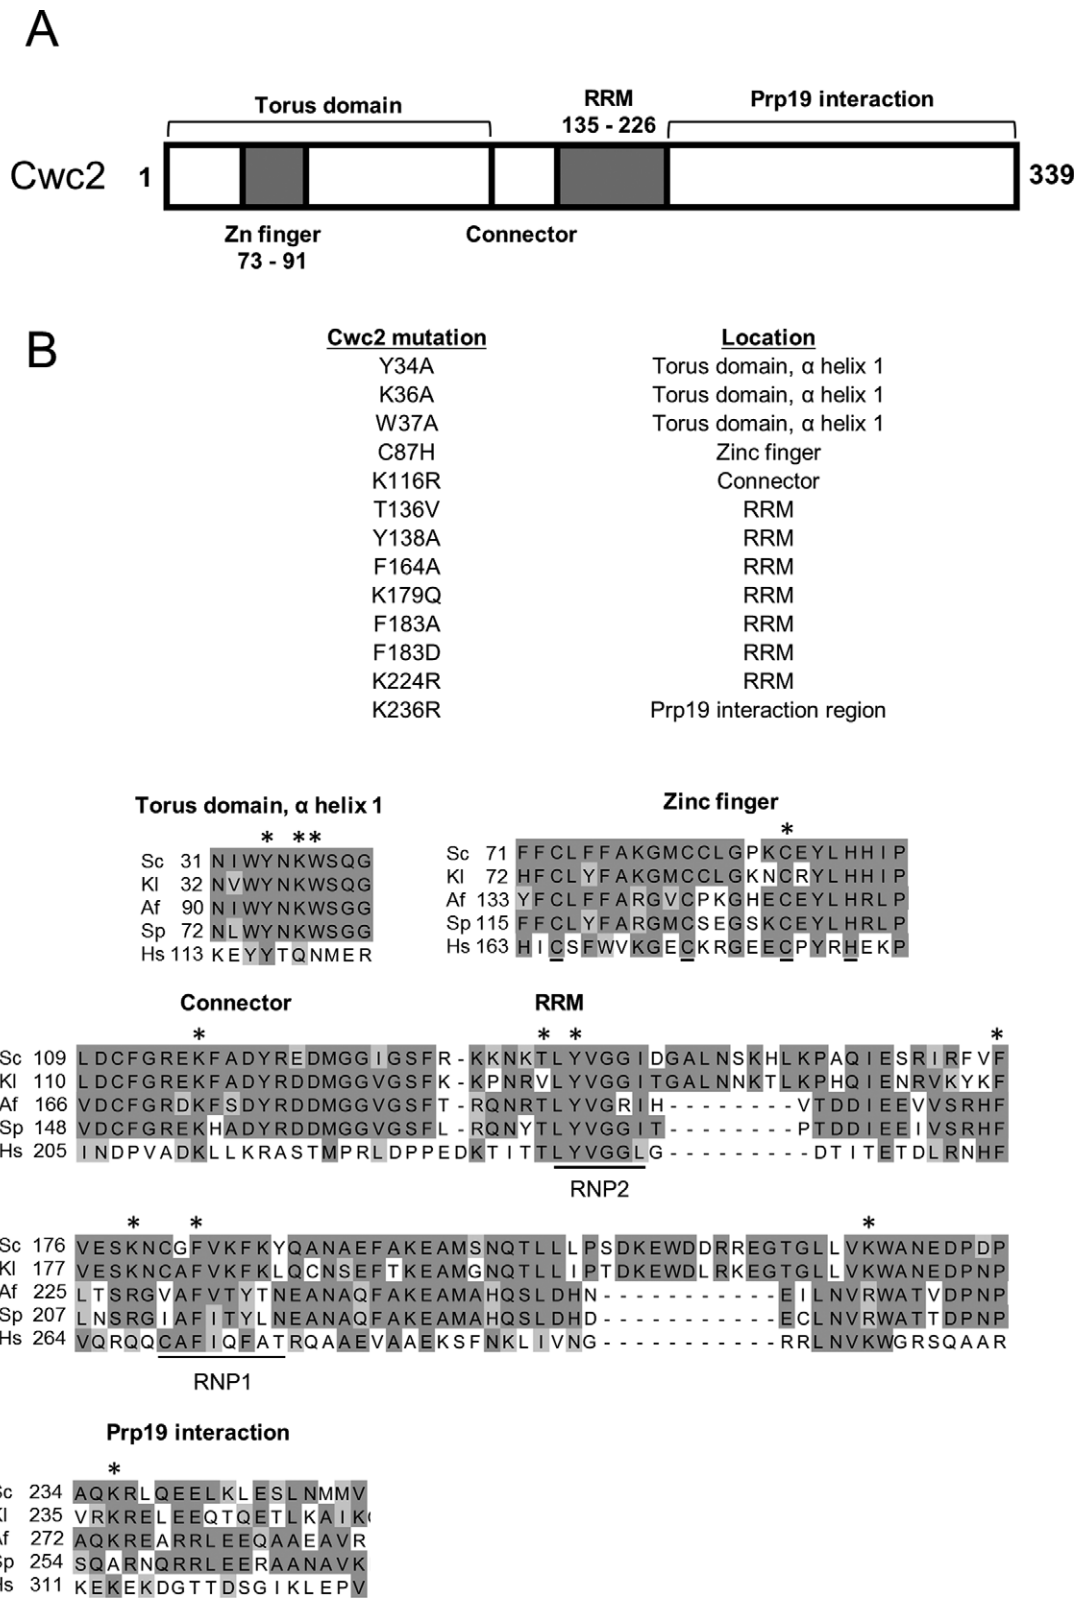 A
Torus domain
RRM
135 - 226
Prp19 interaction
Cwc2 1 339
Zn finger
73 - 91
Connector
B
Cwc2 mutation Location
Y34A Torus domain, α helix 1
K36A Torus domain, α helix 1
W37A Torus domain, α helix 1
C87H Zinc finger
K116R Connector
T136V RRM
Y138A RRM
F164A RRM
K179Q RRM
F183A RRM
F183D RRM
K224R RRM
K236R Prp19 interaction region
Torus domain, α helix 1
* * *
Sc 31 NIWYNKWSQG
Kl 32 NVWYNKWSQG
Af 90 NIWYNKWSGG
Sp 72 NLWYNKWSGG
Hs 113 KEYYTQNMER
Zinc finger
*
Sc 71 FFCLFFAKGMCCLGPKCEYLHHIP
Kl 72 HFCLYFAKGMCCLGKNCRYLHHIP
Af 133 YFCLFFARGVCPKGHECEYLHRLP
Sp 115 FFCLYFARGMCSEGSKCEYLHRLP
Hs 163 HICSFWVKGECKRGEECPYRHEKP
Connector RRM
* * * *
Sc 109 LDCFGREKFADYREDMGGIGSFR-KKNKTLYVGGIDGALNSKHLKPAQIESRIRFVF
Kl 110 LDCFGREKFADYRDDMGGVGSFK-KPNRVLYVGGITGALNNKTLKPHQIENRVKYKF
Af 166 VDCFGRDKFSDYRDDMGGVGSFT-RQNRTLYVGRIH--------VTDDIEEVVSRHF
Sp 148 VDCFGREKHADYRDDMGGVGSFL-RQNYTLYVGGIT--------PTDDIEEIVSRHF
Hs 205 INDPVADKLLKRASTMPRLDPPEDKTITTLYVGGLG---------DTITETDLRNHF
RNP2
* * *
Sc 176 VESKNCGFVKFKYQANAEFAKEAMSNQTLLLPSDKEWDDRREGTGLLVKWANEDPDP
Kl 177 VESKNCAFVKFKLQCNSEFTKEAMGNQTLLIPTDKEWDLRKEGTGLLVKWANEDPNP
Af 225 LTSRGVAFVTYTNEANAQFAKEAMAHQSLDHN-----------EILNVRWATVDPNP
Sp 207 LNSRGIAFITYLNEANAQFAKEAMAHQSLDHD-----------ECLNVRWATTDPNP
Hs 264 VQRQQCAFIQFATRQAAEVAAEKSFNKLIVNG-----------RRLNVKWGRSQAAR
RNP1
Prp19 interaction
*
Sc 234 AQKRLQEELKLESLNMMV
Kl 235 VRKRELEEQTQETLKAIK
Af 272 AQKREARRLEEQAAEAVR
Sp 254 SQARNQRRLEERAANAVK
Hs 311 KEKEKDGTTDSGIKLEPV